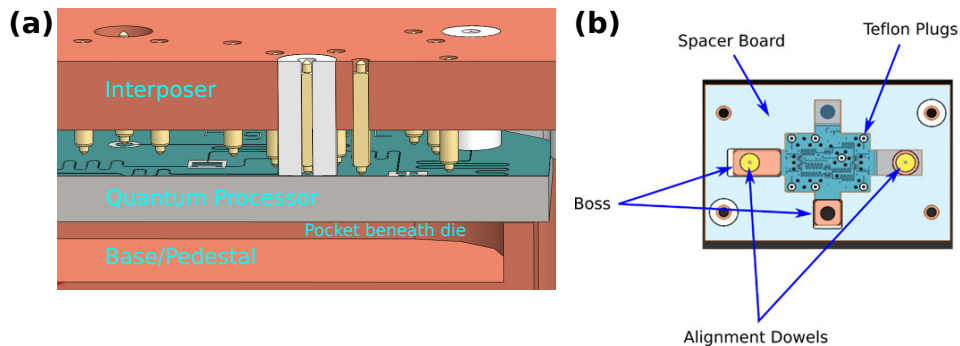 (a)
Interposer
Quantum Processor
Pocket beneath die
Base/Pedestal
(b)
Spacer Board
Teflon Plugs
Boss
Alignment Dowels